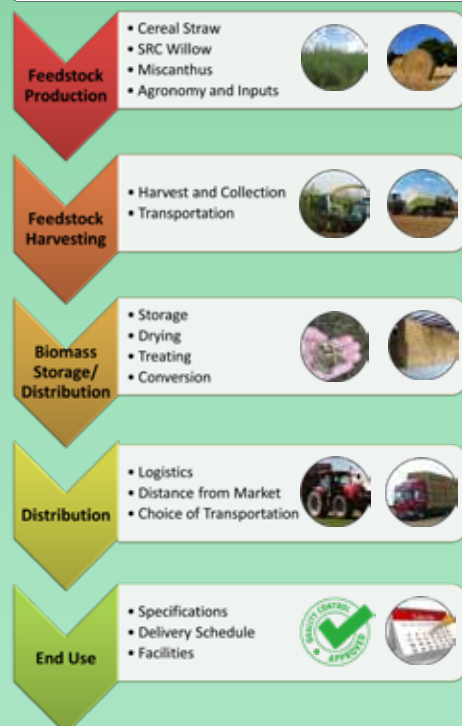 Feedstock
Production
• Cereal Straw
• SRC Willow
• Miscanthus
• Agronomy and Inputs
Feedstock
Harvesting
• Harvest and Collection
• Transportation
Biomass
Storage/
Distribution
• Storage
• Drying
• Treating
• Conversion
Distribution
• Logistics
• Distance from Market
• Choice of Transportation
End Use
• Specifications
• Delivery Schedule
• Facilities
QUALITY CONTROL
APPROVED